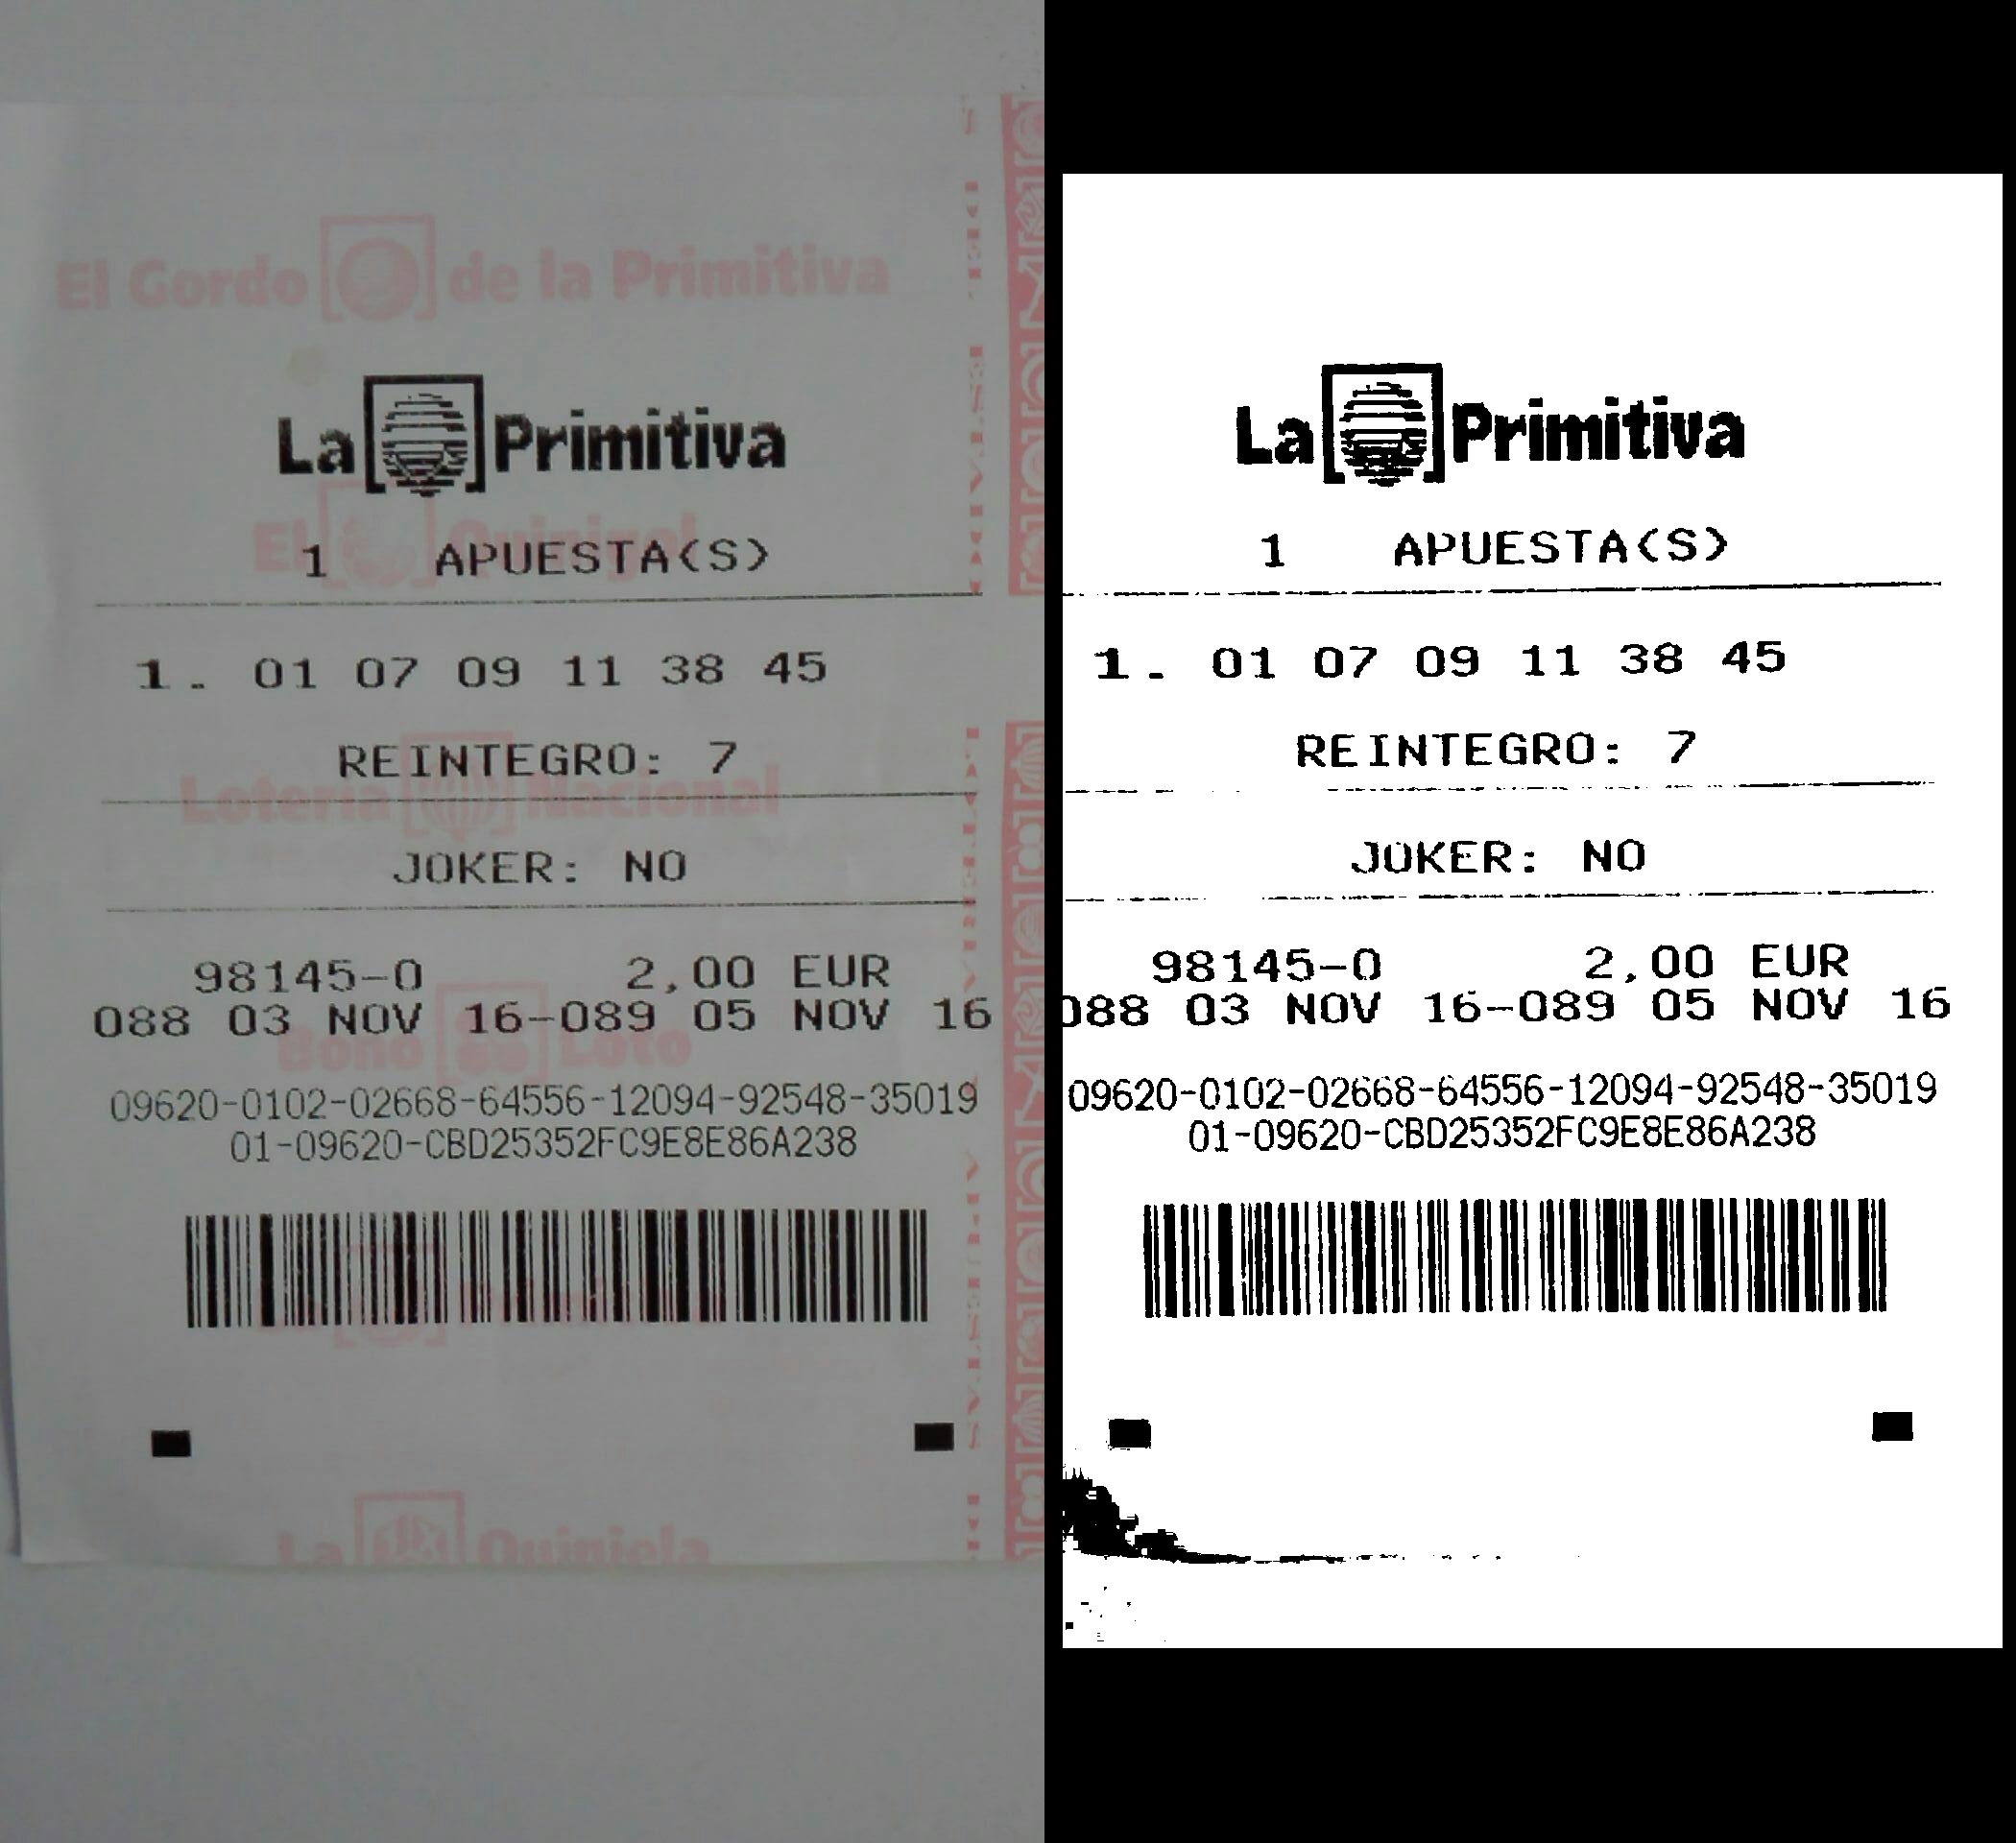 El Gordo de la Primitiva
La Primitiva
El Quinigol
1 APUESTA(S)
1. 01 07 09 11 38 45
REINTEGRO: 7
Lotería Nacional
JOKER: NO
98145-0 2,00 EUR
088 03 NOV 16-089 05 NOV 16
Bono Loto
09620-0102-02668-64556-12094-92548-35019
01-09620-CBD25352FC9E8E86A238
La Primitiva
La Quiniela
La Primitiva
1 APUESTA(S)
1. 01 07 09 11 38 45
REINTEGRO: 7
JOKER: NO
98145-0 2,00 EUR
088 03 NOV 16-089 05 NOV 16
09620-0102-02668-64556-12094-92548-35019
01-09620-CBD25352FC9E8E86A238